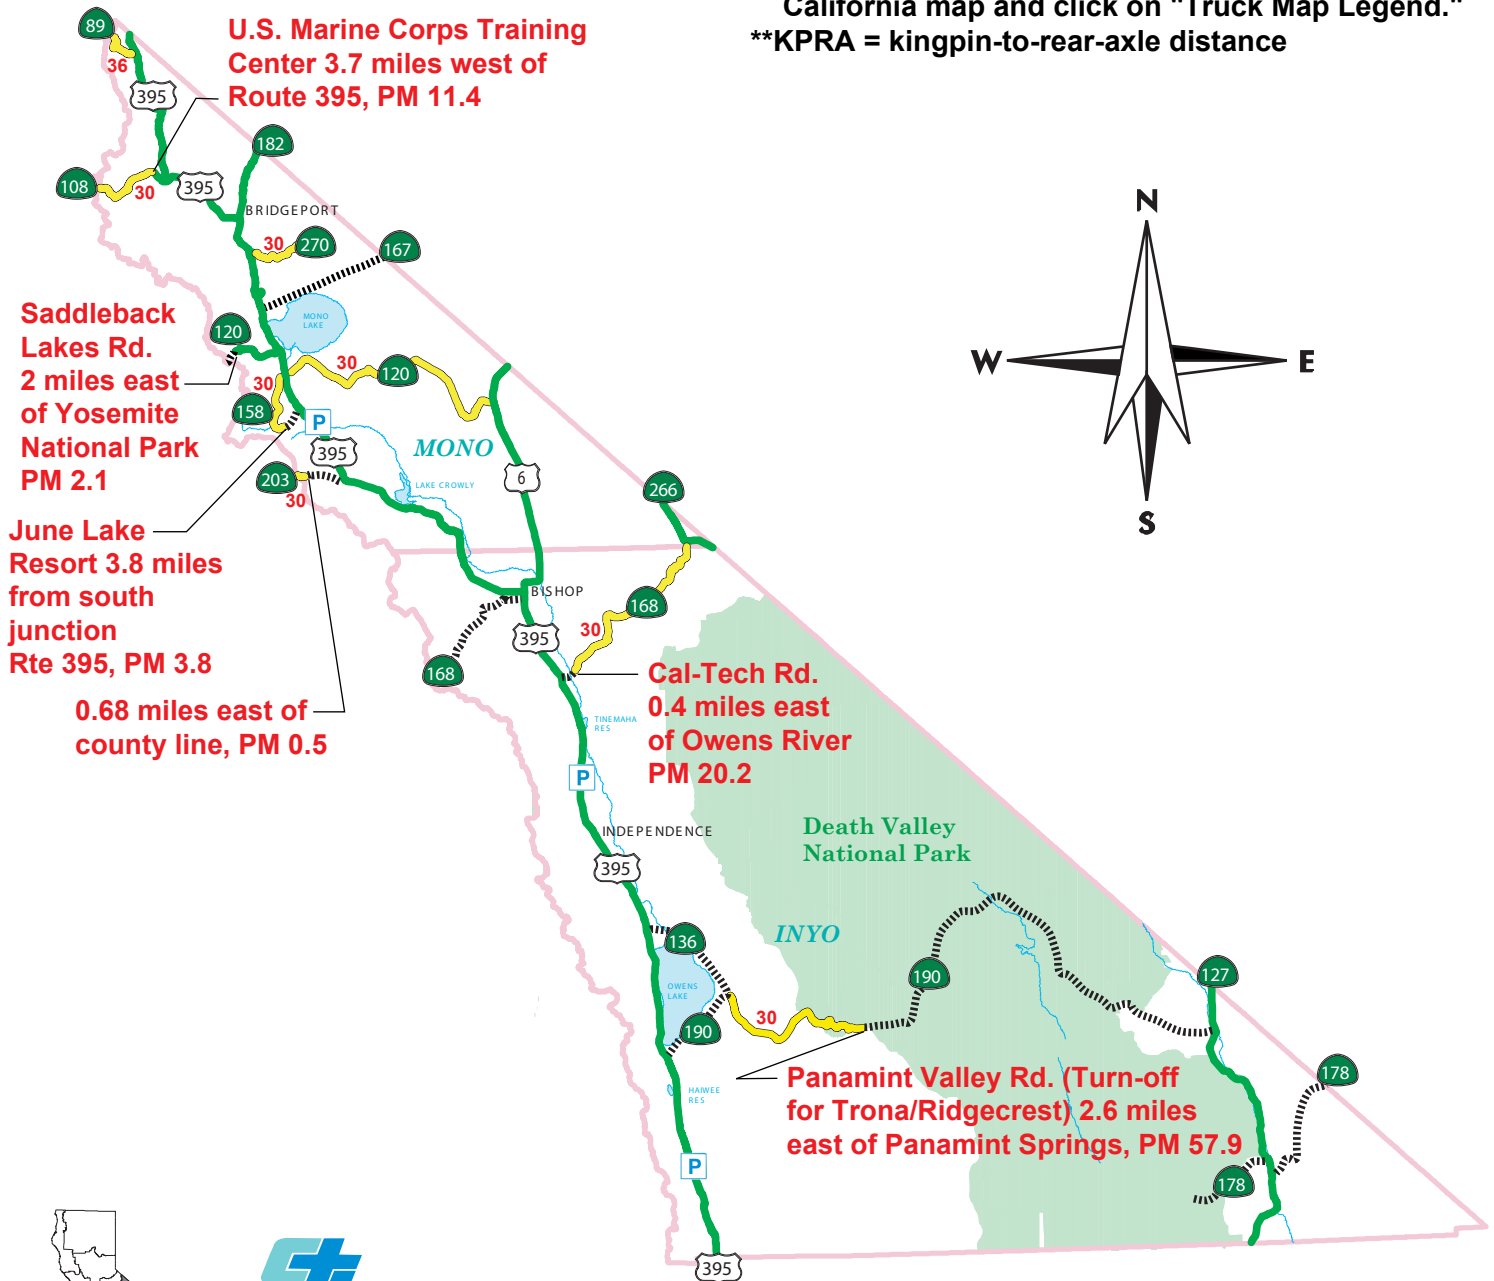 California map and click on "Truck Map Legend."
**KPRA = kingpin-to-rear-axle distance
89
36
395
U.S. Marine Corps Training
Center 3.7 miles west of
Route 395, PM 11.4
182
108
30
395
BRIDGEPORT
30
270
167
N
W
E
S
Saddleback
Lakes Rd.
2 miles east
of Yosemite
National Park
PM 2.1
120
MONO
LAKE
30
120
30
158
P
395
MONO
203
30
LAKE CROWLY
6
266
June Lake
Resort 3.8 miles
from south
junction
Rte 395, PM 3.8
0.68 miles east of
county line, PM 0.5
BISHOP
168
395
30
168
Cal-Tech Rd.
0.4 miles east
of Owens River
PM 20.2
TINEMAHA
RES
P
INDEPENDENCE
395
Death Valley
National Park
INYO
136
OWENS
LAKE
190
30
190
127
Panamint Valley Rd. (Turn-off
for Trona/Ridgecrest) 2.6 miles
east of Panamint Springs, PM 57.9
HAIWEE
RES
P
178
178
395